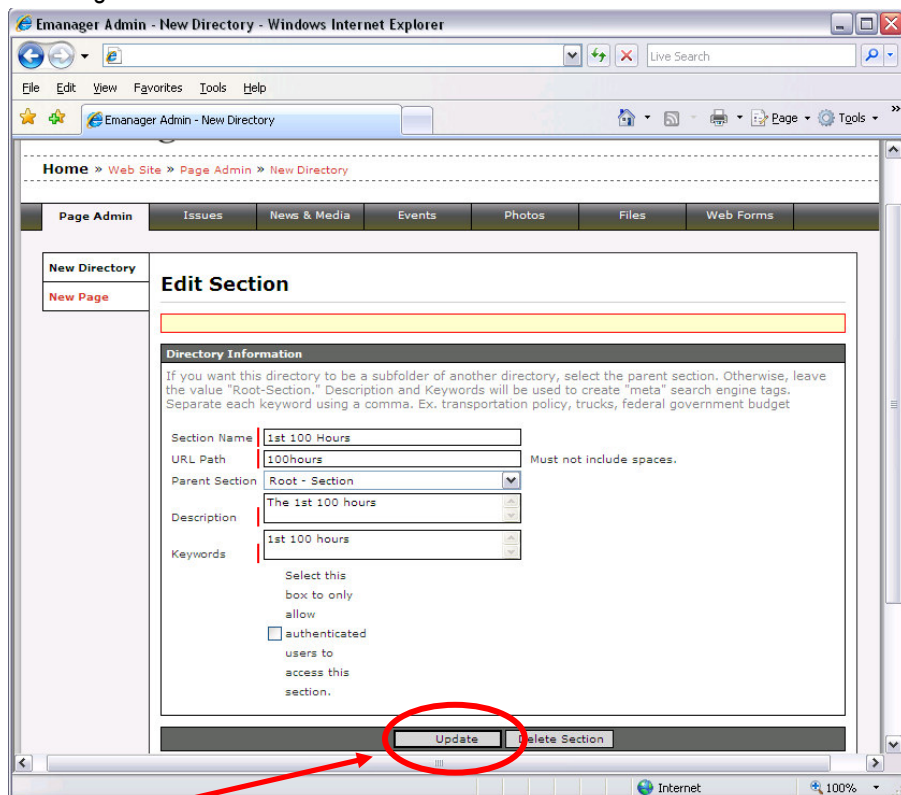 Emanager Admin - New Directory - Windows Internet Explorer
Live Search
File Edit View Favorites Tools Help
Emanager Admin - New Directory
Page Tools »
Home » Web Site » Page Admin » New Directory
Page Admin Issues News & Media Events Photos Files Web Forms
New Directory
New Page
Edit Section
Directory Information
If you want this directory to be a subfolder of another directory, select the parent section. Otherwise, leave
the value "Root-Section." Description and Keywords will be used to create "meta" search engine tags.
Separate each keyword using a comma. Ex. transportation policy, trucks, federal government budget
Section Name 1st 100 Hours
URL Path 100hours Must not include spaces.
Parent Section Root - Section
Description The 1st 100 hours
Keywords 1st 100 hours
Select this
box to only
allow
authenticated
users to
access this
section.
Update Delete Section
Internet 100%